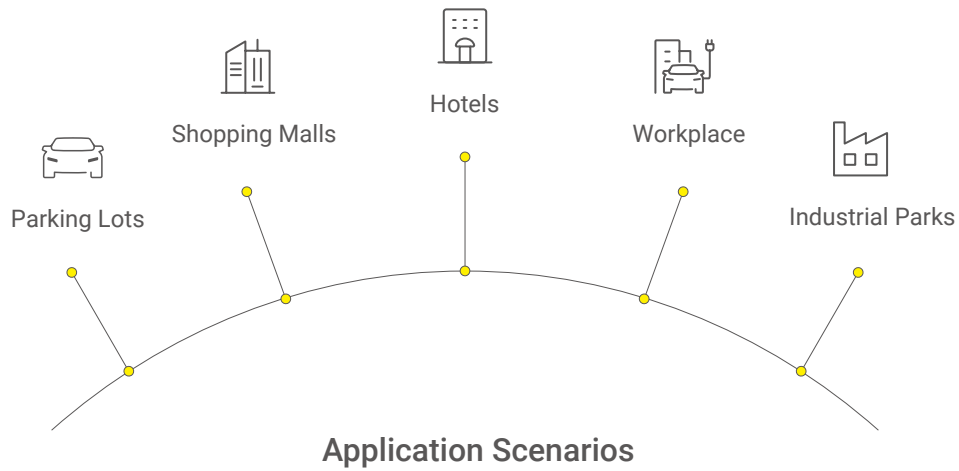 Parking Lots
Shopping Malls
Hotels
Workplace
Industrial Parks
Application Scenarios